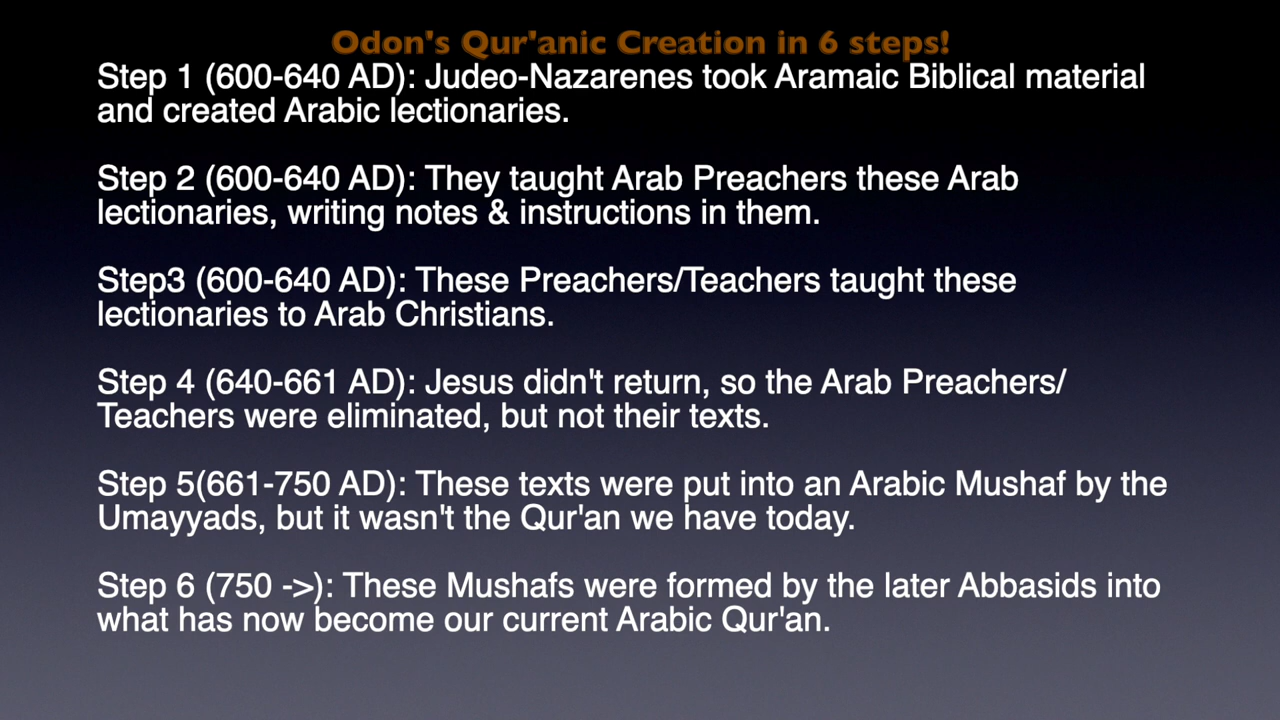 Odon's Qur'anic Creation in 6 steps!
Step 1 (600-640 AD): Judeo-Nazarenes took Aramaic Biblical material
and created Arabic lectionaries.
Step 2 (600-640 AD): They taught Arab Preachers these Arab
lectionaries, writing notes & instructions in them.
Step3 (600-640 AD): These Preachers/Teachers taught these
lectionaries to Arab Christians.
Step 4 (640-661 AD): Jesus didn't return, so the Arab Preachers/
Teachers were eliminated, but not their texts.
Step 5(661-750 AD): These texts were put into an Arabic Mushaf by the
Umayyads, but it wasn't the Qur'an we have today.
Step 6 (750 ->): These Mushafs were formed by the later Abbasids into
what has now become our current Arabic Qur'an.